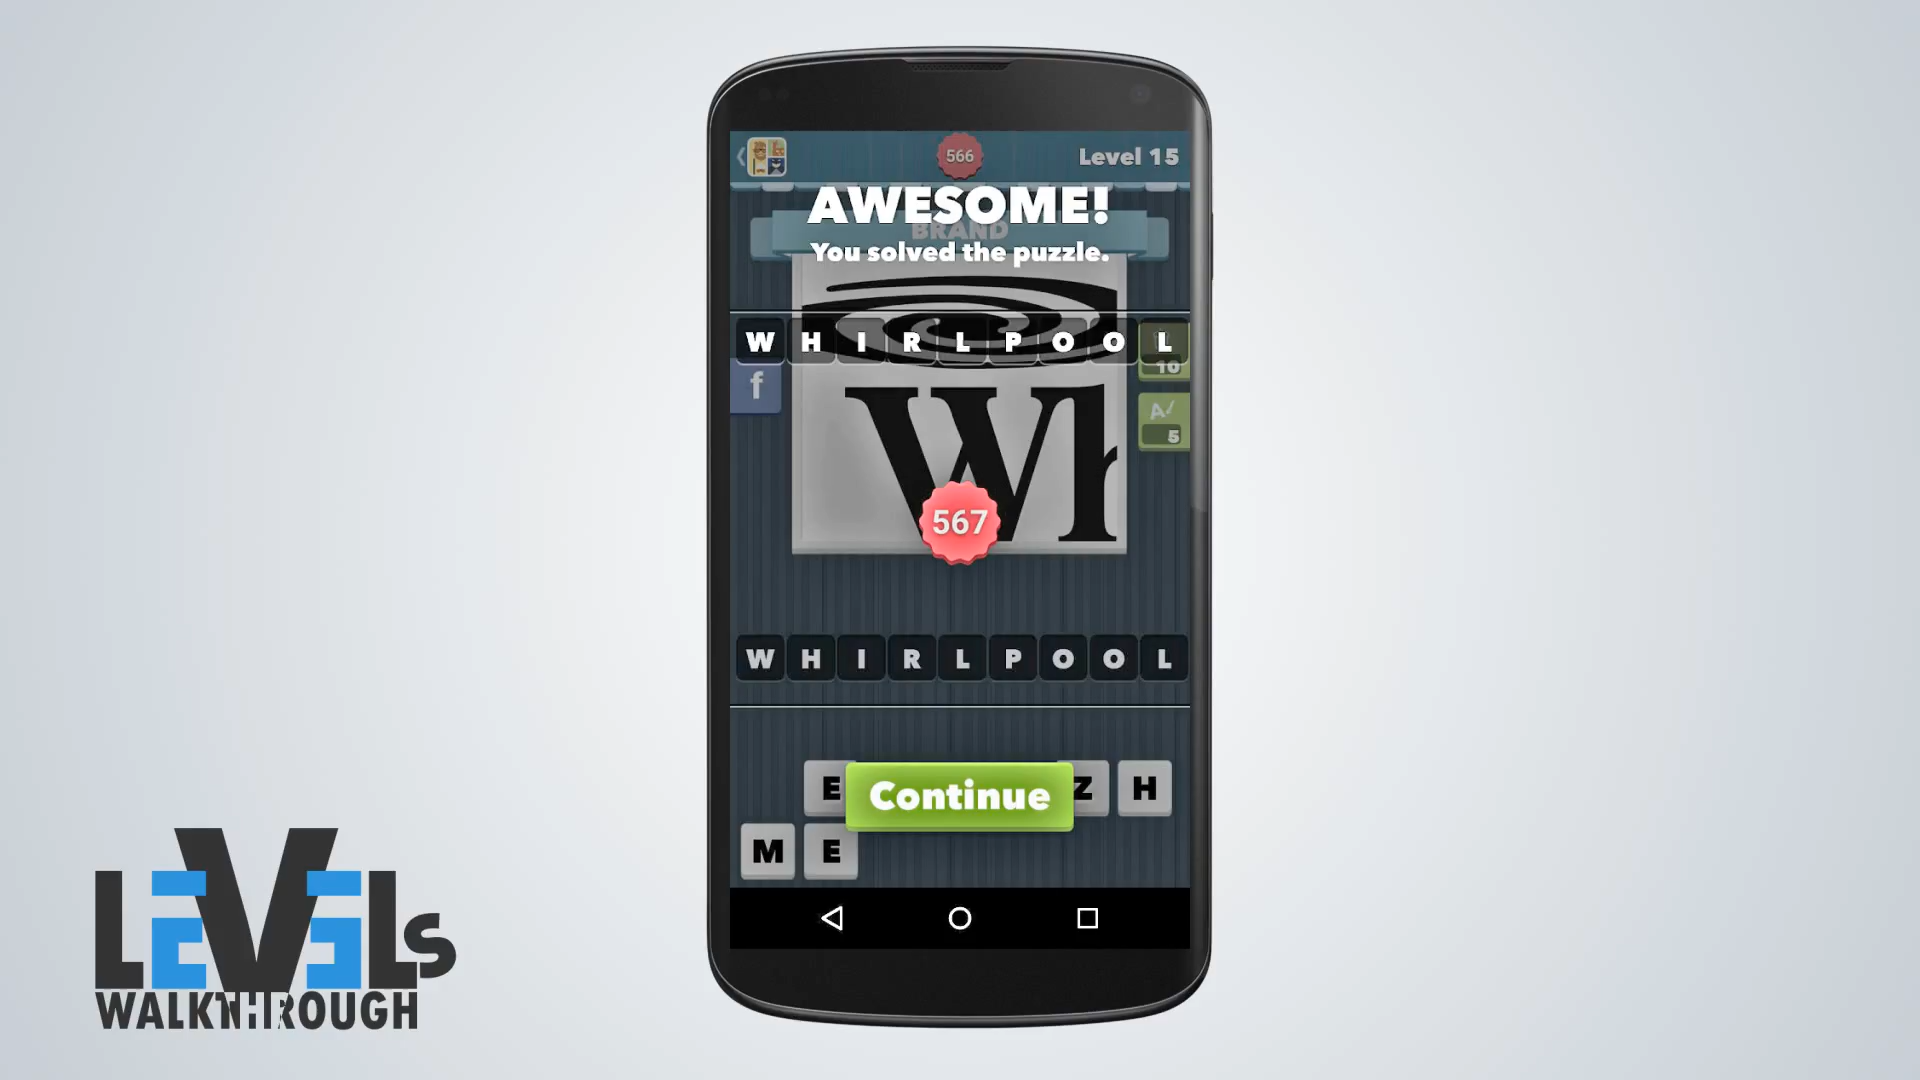 566
Level 15
AWESOME!
BRAND
You solved the puzzle.
W H I R L P O O L
10
f
A
5
Wh
567
W H I R L P O O L
E Z H
Continue
M E
LEVELs
WALKTHROUGH